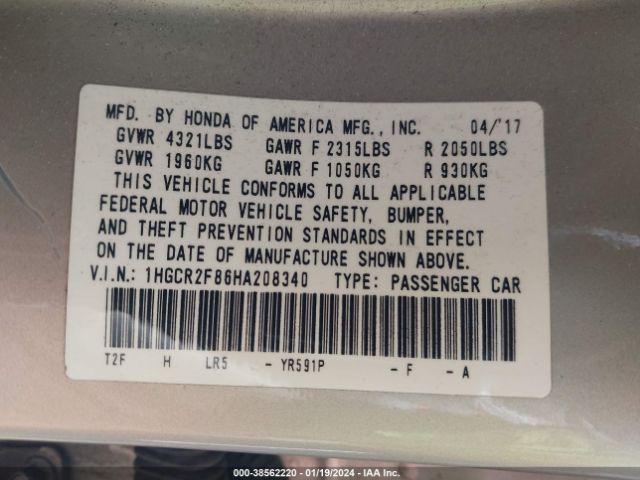 MFD. BY HONDA OF AMERICA MFG., INC. 04/'17
GVWR 4321LBS GAWR F 2315LBS R 2050LBS
GVWR 1960KG GAWR F 1050KG R 930KG
THIS VEHICLE CONFORMS TO ALL APPLICABLE
FEDERAL MOTOR VEHICLE SAFETY, BUMPER,
AND THEFT PREVENTION STANDARDS IN EFFECT
ON THE DATE OF MANUFACTURE SHOWN ABOVE.
V.I.N.: 1HGCR2F86HA208340 TYPE: PASSENGER CAR
T2F H LR5 - YR591P - F - A
000-38562220 - 01/19/2024 - IAA Inc.